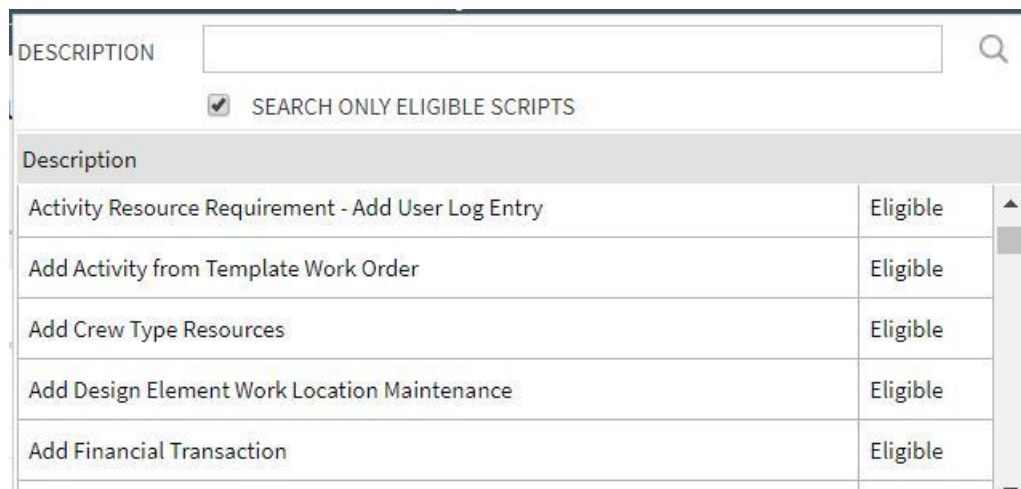 DESCRIPTION
SEARCH ONLY ELIGIBLE SCRIPTS
Description
Activity Resource Requirement - Add User Log Entry Eligible
Add Activity from Template Work Order Eligible
Add Crew Type Resources Eligible
Add Design Element Work Location Maintenance Eligible
Add Financial Transaction Eligible